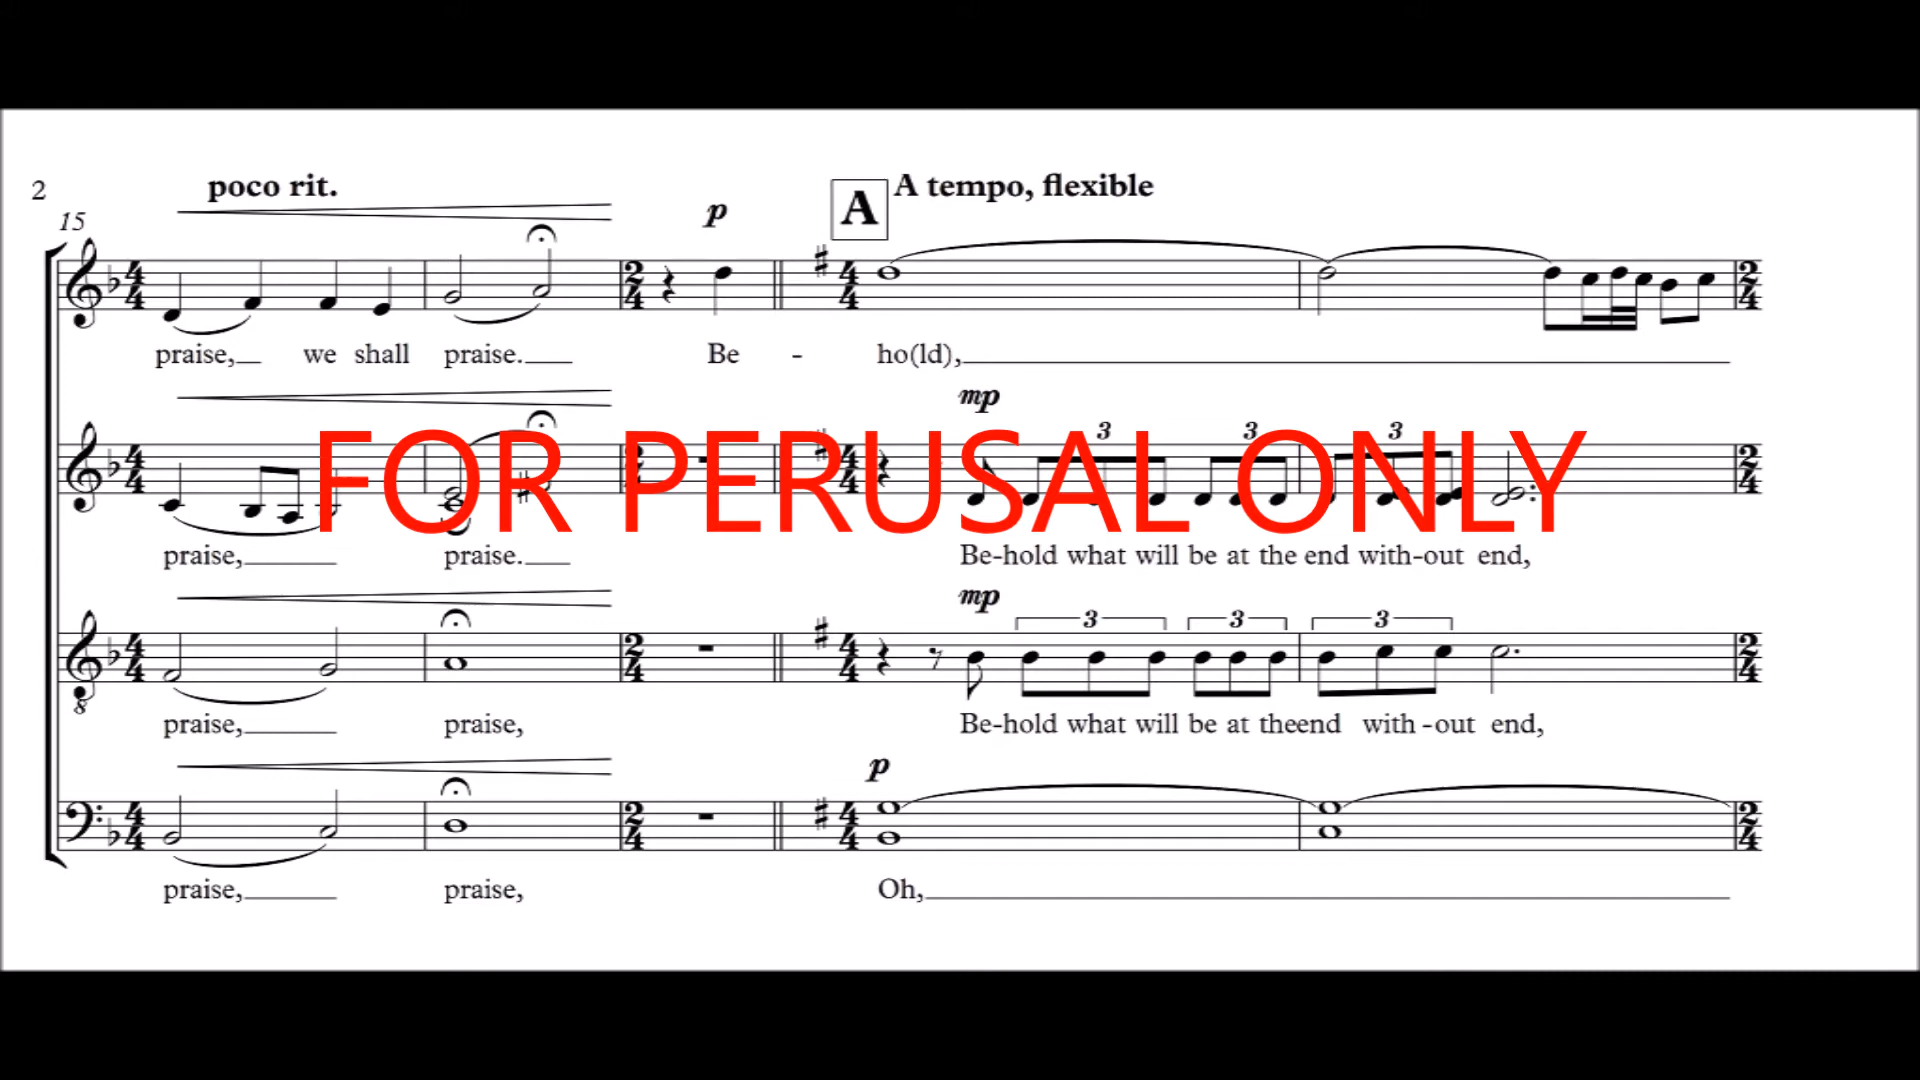 2
poco rit.
15
p
A
A tempo, flexible
praise, we shall praise. Be - ho(ld),
mp
3 3 3
FOR PERUSAL ONLY
praise, praise. Be-hold what will be at the end with-out end,
mp
3 3 3
8
praise, praise, Be-hold what will be at theend with-out end,
p
praise, praise, Oh,